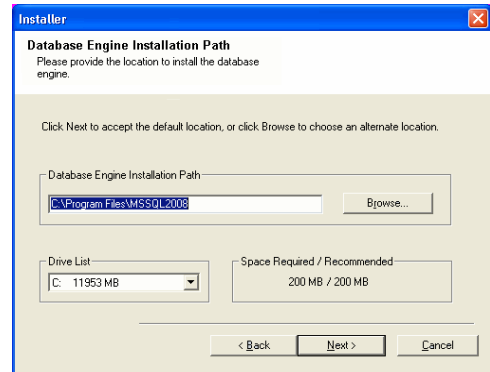 Installer
Database Engine Installation Path
Please provide the location to install the database
engine.
Click Next to accept the default location, or click Browse to choose an alternate location.
Database Engine Installation Path
C:\Program Files\MSSQL2008
Browse...
Drive List
C: 11953 MB
Space Required / Recommended
200 MB / 200 MB
< Back
Next >
Cancel